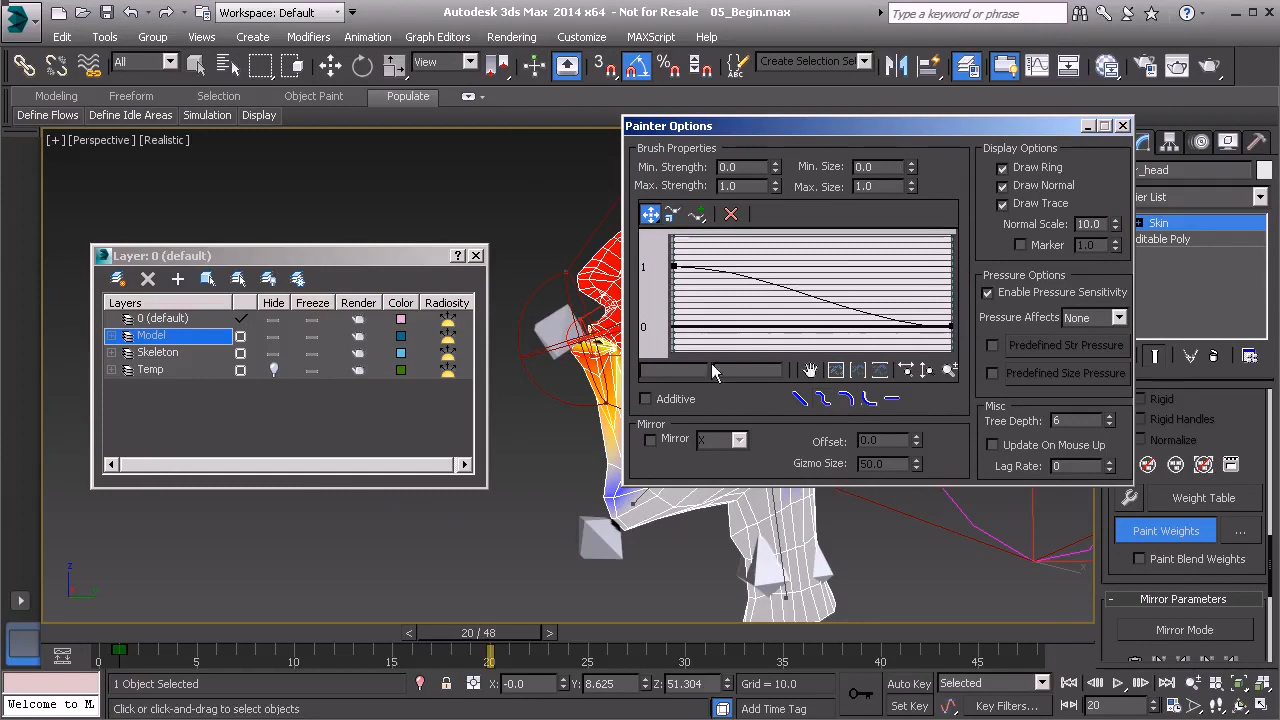 Workspace: Default
Autodesk 3ds Max 2014 x64 - Not for Resale 05_Begin.max
Type a keyword or phrase
Edit Tools Group Views Create Modifiers Animation Graph Editors Rendering Customize MAXScript Help
All View 3 Create Selection Se
Modeling Freeform Selection Object Paint Populate
Define Flows Define Idle Areas Simulation Display
[+] [Perspective] [Realistic]
Painter Options
Brush Properties
Min. Strength: 0.0 Min. Size: 0.0
Max. Strength: 1.0 Max. Size: 1.0
1
0
Additive
Mirror
Mirror X Offset: 0.0
Gizmo Size: 50.0
Display Options
Draw Ring
Draw Normal
Draw Trace
Normal Scale: 10.0
Marker 1.0
Pressure Options
Enable Pressure Sensitivity
Pressure Affects None
Predefined Str Pressure
Predefined Size Pressure
Misc
Tree Depth: 6
Update On Mouse Up
Lag Rate: 0
Layer: 0 (default)
Layers Hide Freeze Render Color Radiosity
0 (default)
Model
Skeleton
Temp
_head
ier List
Skin
ditable Poly
Rigid
Rigid Handles
Normalize
Weight Table
Paint Weights ...
Paint Blend Weights
- Mirror Parameters
Mirror Mode
z
x
< 20 / 48 >
0 5 10 15 20 25 30 35 40 45
1 Object Selected X: -0.0 Y: 8.625 Z: 51.304 Grid = 10.0 Auto Key Selected
Welcome to M Click or click-and-drag to select objects Add Time Tag Set Key Key Filters... 20